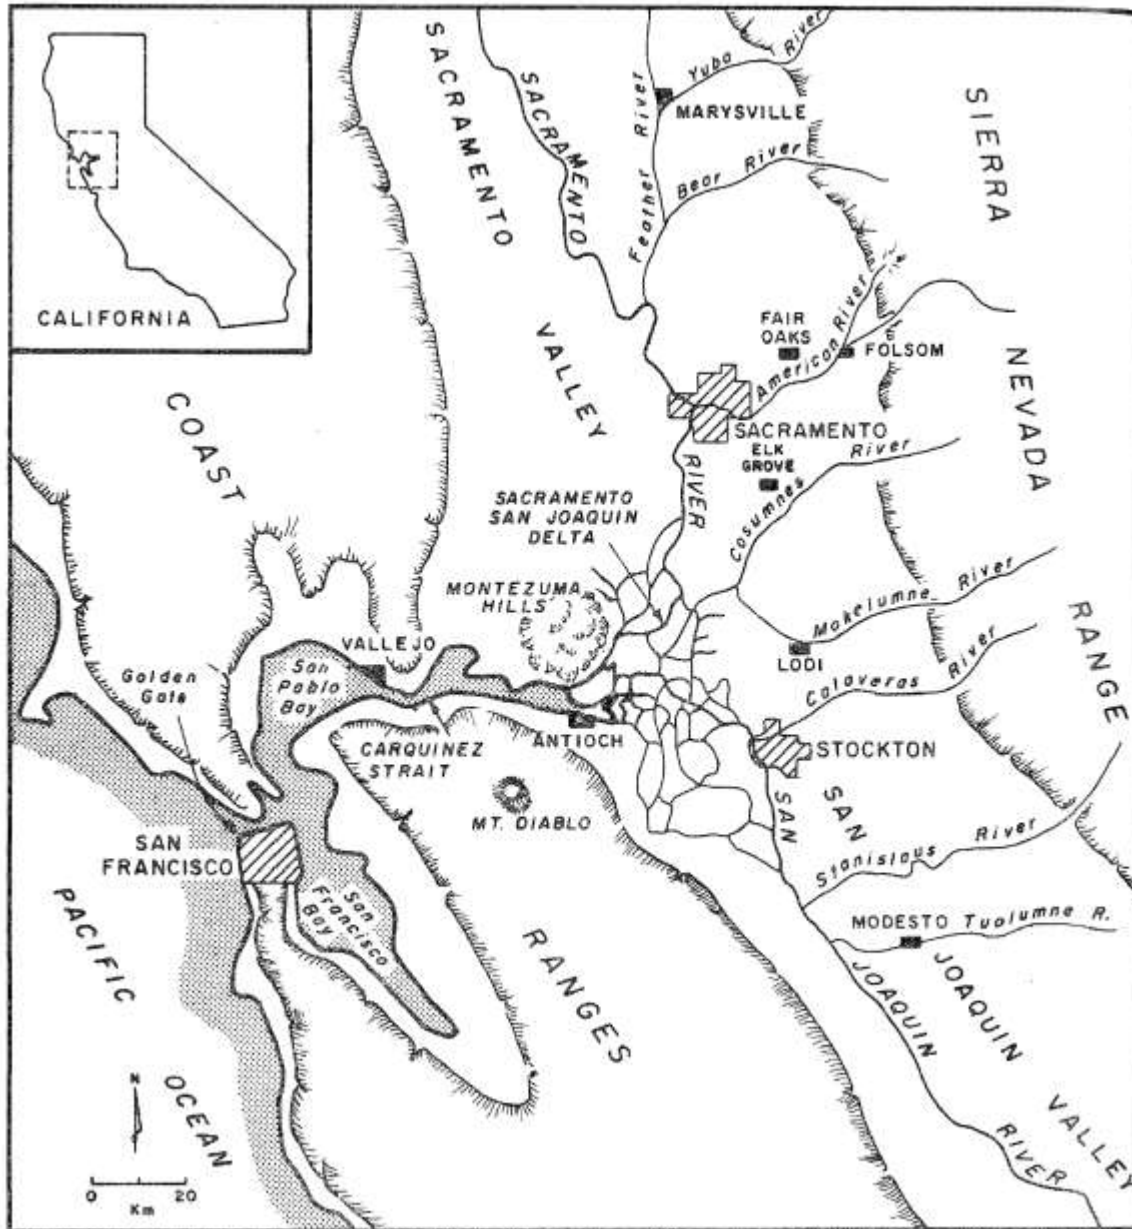 CALIFORNIA
SACRAMENTO
VALLEY
SACRAMENTO
RIVER
Feather River
Yuba River
MARYSVILLE
Bear River
SIERRA
NEVADA
RANGE
FAIR
OAKS
American River
FOLSOM
SACRAMENTO
ELK
GROVE
Cosumnes River
COAST
RANGES
SACRAMENTO
SAN JOAQUIN
DELTA
MONTEZUMA
HILLS
VALLEJO
San
Pablo
Bay
Golden
Gate
Mokelumne River
LODI
Calaveras River
CARQUINEZ
STRAIT
ANTIOCH
STOCKTON
MT. DIABLO
SAN
FRANCISCO
San
Francisco
Bay
Stanislaus River
MODESTO
Tuolumne R.
SAN
JOAQUIN
RIVER
SAN
JOAQUIN
VALLEY
PACIFIC
OCEAN
N
0 20
Km